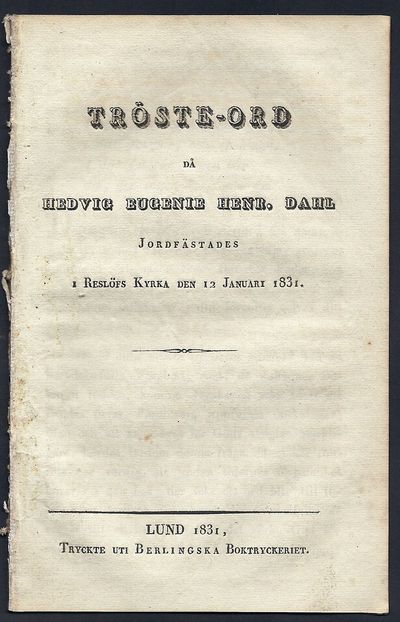 TRÖSTE-ORD
DÅ
HEDVIG EUGENIE HENR. DAHL
JORDFÄSTADES
I RESLÖFS KYRKA DEN 12 JANUARI 1831.
LUND 1831,
TRYCKTE UTI BERLINGSKA BOKTRYCKERIET.